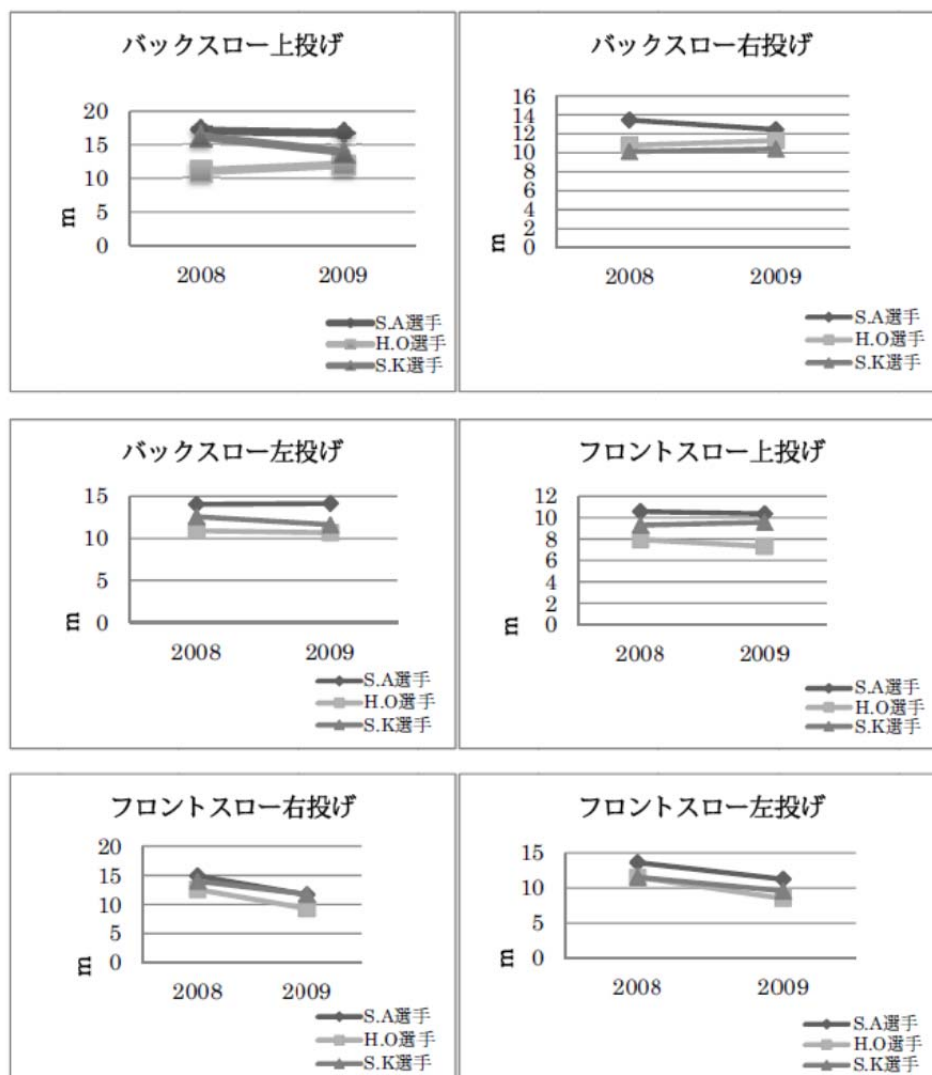 バックスロー上投げ
20
15
10
5
0
m
2008 2009
S.A選手
H.O選手
S.K選手
バックスロー右投げ
16
14
12
10
8
6
4
2
0
m
2008 2009
S.A選手
H.O選手
S.K選手
バックスロー左投げ
15
10
5
0
m
2008 2009
S.A選手
H.O選手
S.K選手
フロントスロー上投げ
12
10
8
6
4
2
0
m
2008 2009
S.A選手
H.O選手
S.K選手
フロントスロー右投げ
20
15
10
5
0
m
2008 2009
S.A選手
H.O選手
S.K選手
フロントスロー左投げ
15
10
5
0
m
2008 2009
S.A選手
H.O選手
S.K選手